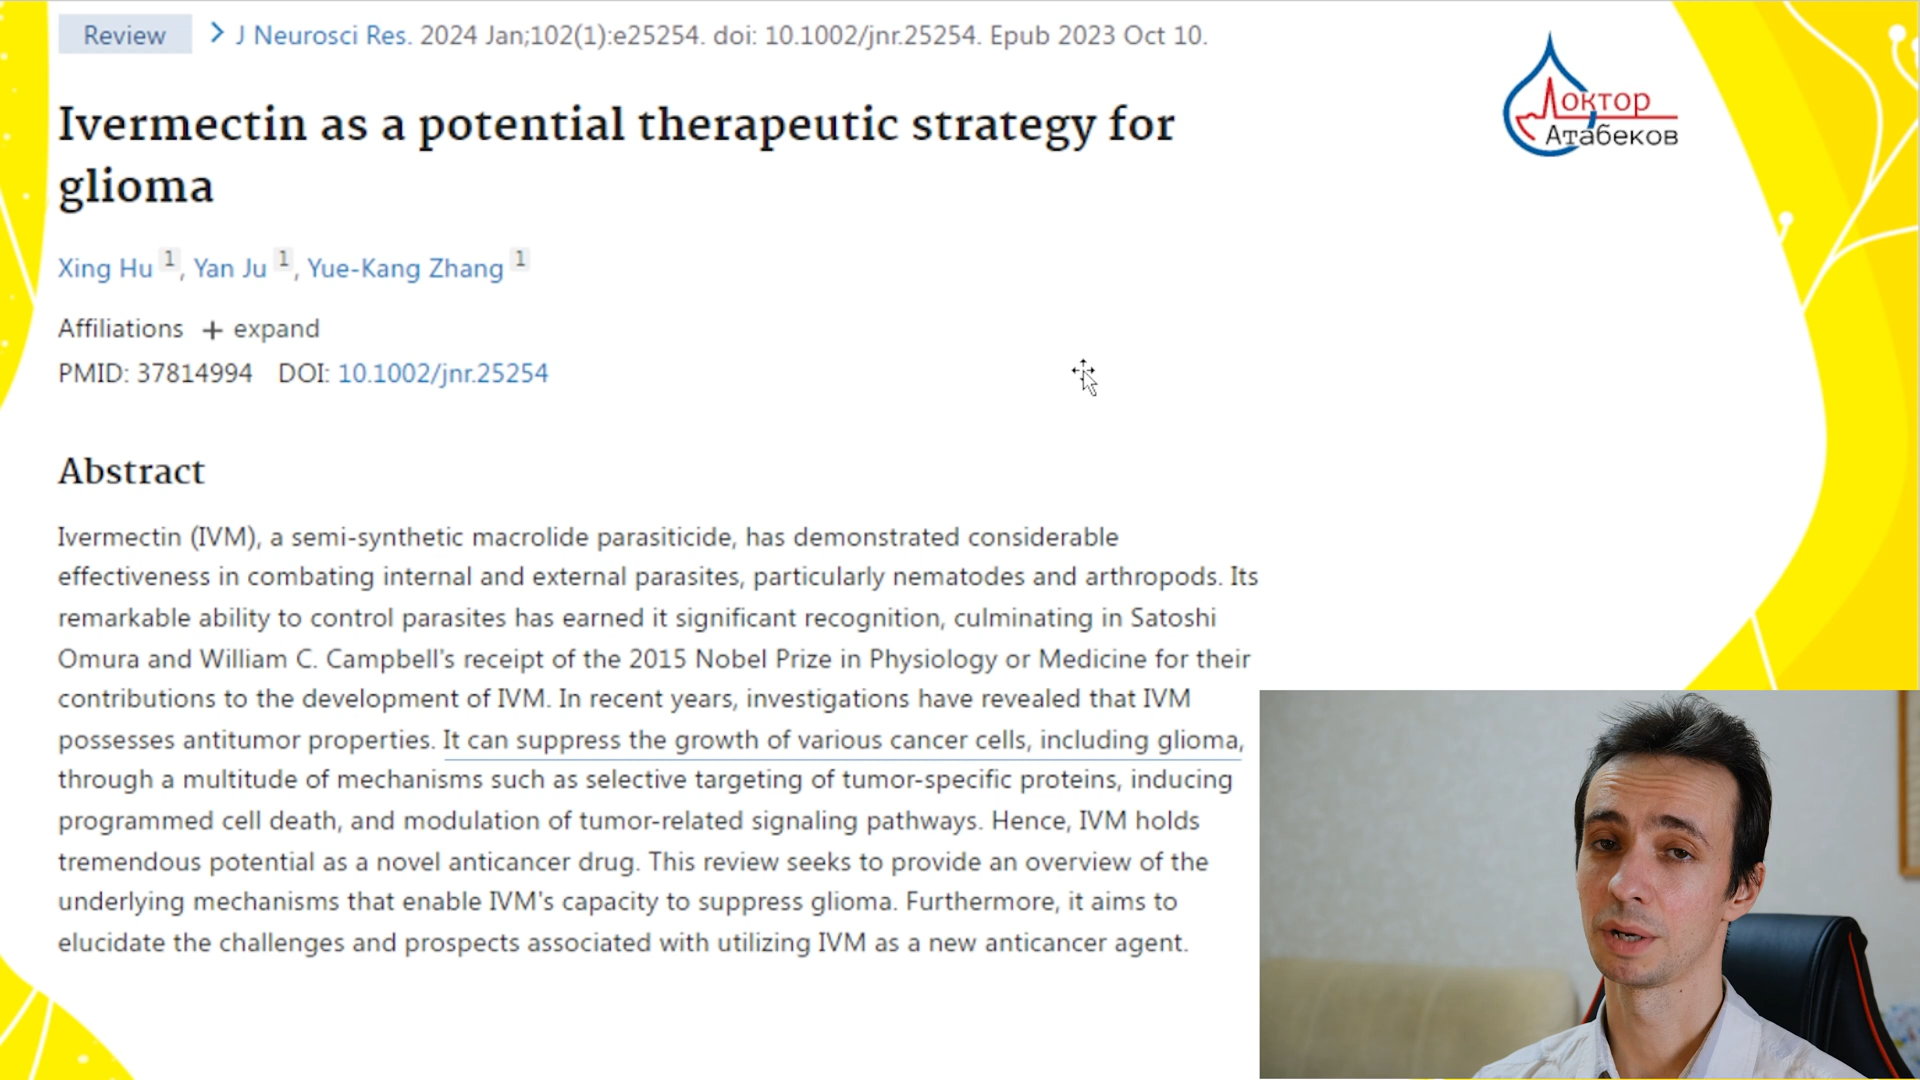 Review > J Neurosci Res. 2024 Jan;102(1):e25254. doi: 10.1002/jnr.25254. Epub 2023 Oct 10.
Доктор
Атабеков
Ivermectin as a potential therapeutic strategy for
glioma
Xing Hu 1, Yan Ju 1, Yue-Kang Zhang 1
Affiliations + expand
PMID: 37814994 DOI: 10.1002/jnr.25254
Abstract
Ivermectin (IVM), a semi-synthetic macrolide parasiticide, has demonstrated considerable
effectiveness in combating internal and external parasites, particularly nematodes and arthropods. Its
remarkable ability to control parasites has earned it significant recognition, culminating in Satoshi
Omura and William C. Campbell's receipt of the 2015 Nobel Prize in Physiology or Medicine for their
contributions to the development of IVM. In recent years, investigations have revealed that IVM
possesses antitumor properties. It can suppress the growth of various cancer cells, including glioma,
through a multitude of mechanisms such as selective targeting of tumor-specific proteins, inducing
programmed cell death, and modulation of tumor-related signaling pathways. Hence, IVM holds
tremendous potential as a novel anticancer drug. This review seeks to provide an overview of the
underlying mechanisms that enable IVM's capacity to suppress glioma. Furthermore, it aims to
elucidate the challenges and prospects associated with utilizing IVM as a new anticancer agent.